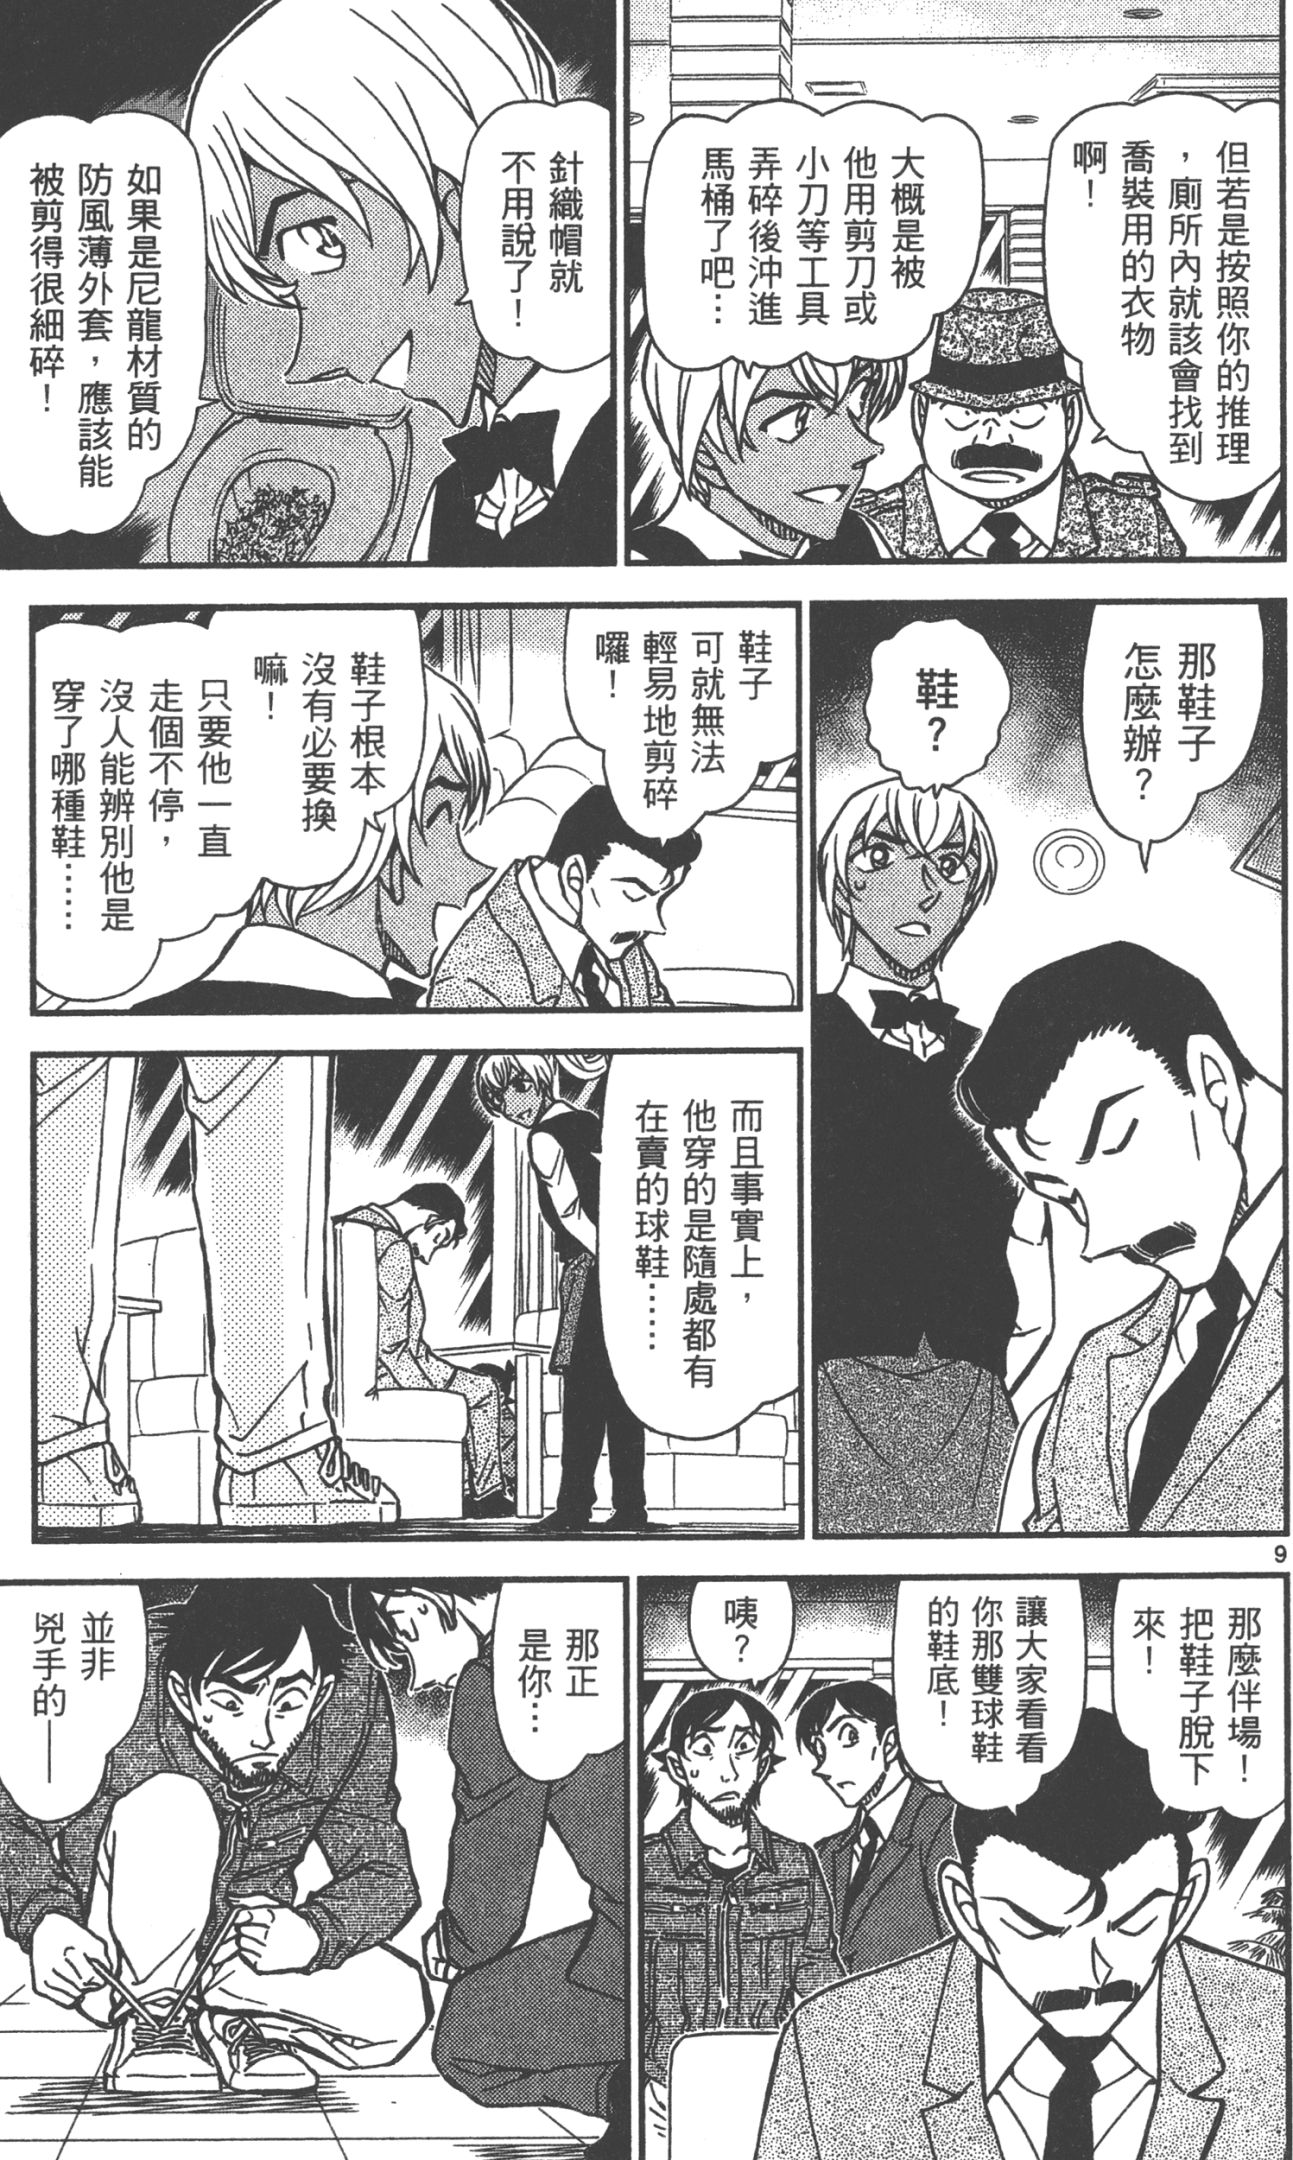 但若是按照你的推理
，廁所內就該會找到
喬裝用的衣物
啊！
大概是被
他用剪刀或
小刀等工具
弄碎後沖進
馬桶了吧…
針織帽就
不用說了！
如果是尼龍材質的
防風薄外套，應該能
被剪得很細碎！
那鞋子
怎麼辦？
鞋？
鞋子
可就無法
輕易地剪碎
囉！
鞋子根本
沒有必要換
嘛！
只要他一直
走個不停，
沒人能辨別他是
穿了哪種鞋……
而且事實上，
他穿的是隨處都有
在賣的球鞋……
9
那麼伴場！
把鞋子脫下
來！
讓大家看看
你那雙球鞋
的鞋底！
咦？
那正
是你…
並非
兇手的——